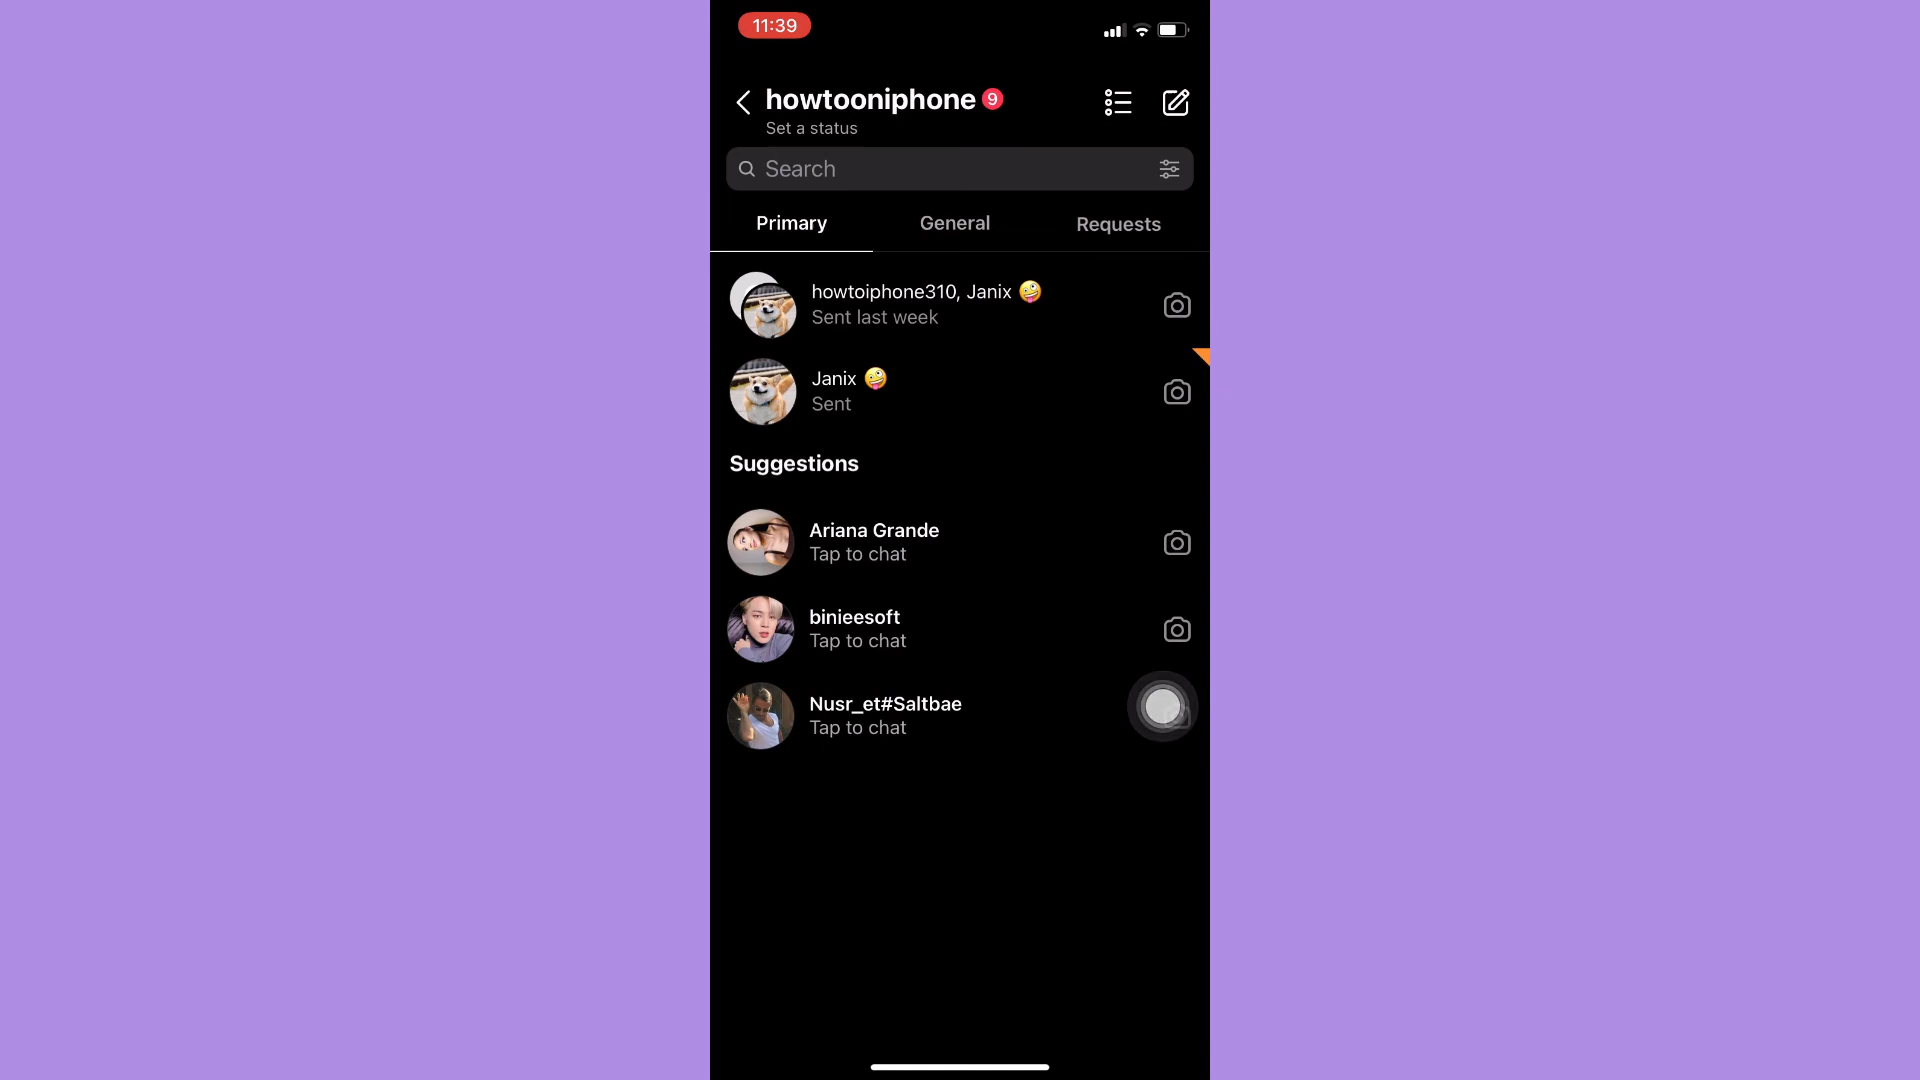 11:39
howtooniphone 9
Set a status
Search
Primary General Requests
howtoiphone310, Janix 🤪
Sent last week
Janix 🤪
Sent
Suggestions
Ariana Grande
Tap to chat
binieesoft
Tap to chat
Nusr_et#Saltbae
Tap to chat